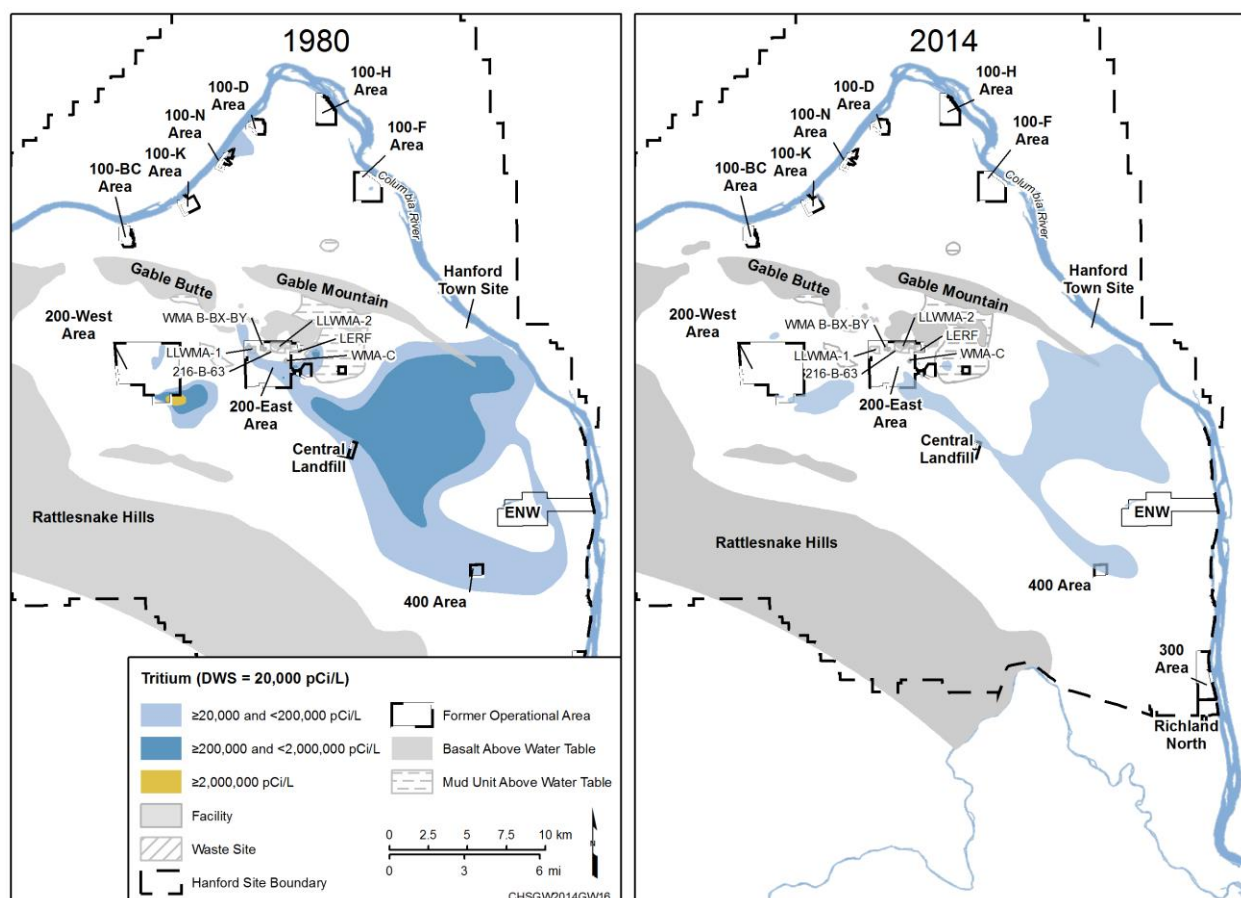 1980
100-H
Area
100-D
Area
100-N
Area
100-F
Area
100-K
Area
100-BC
Area
Columbia River
Hanford
Town Site
Gable Butte
Gable Mountain
200-West
Area
WMA B-BX-BY
LLWMA-2
LERF
LLWMA-1
WMA-C
216-B-63
200-East
Area
Central
Landfill
ENW
Rattlesnake Hills
400 Area
Tritium (DWS = 20,000 pCi/L)
≥20,000 and <200,000 pCi/L
≥200,000 and <2,000,000 pCi/L
≥2,000,000 pCi/L
Facility
Waste Site
Hanford Site Boundary
Former Operational Area
Basalt Above Water Table
Mud Unit Above Water Table
0 2.5 5 7.5 10 km
0 3 6 mi
N
CHSGW2014GW16
2014
100-H
Area
100-D
Area
100-N
Area
100-F
Area
100-K
Area
100-BC
Area
Columbia River
Hanford
Town Site
Gable Butte
Gable Mountain
200-West
Area
WMA B-BX-BY
LLWMA-2
LERF
LLWMA-1
WMA-C
216-B-63
200-East
Area
Central
Landfill
ENW
Rattlesnake Hills
400 Area
300
Area
Richland
North